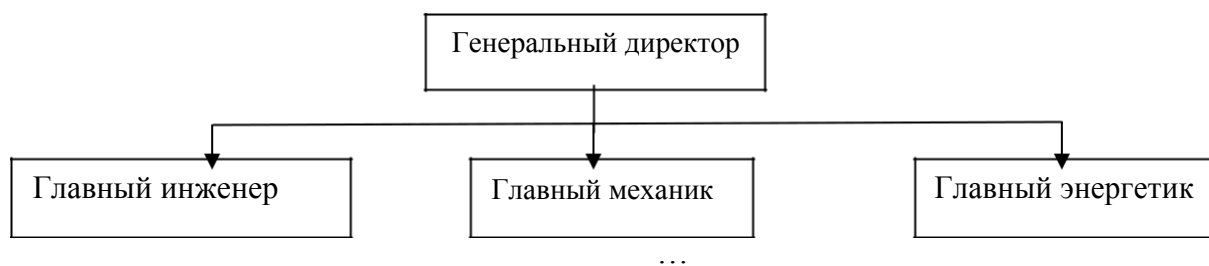 Генеральный директор
Главный инженер
Главный механик
Главный энергетик
…